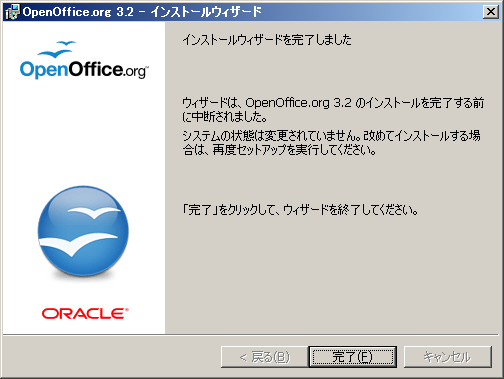 OpenOffice.org 3.2 - インストールウィザード
OpenOffice.org™
インストールウィザードを完了しました
ウィザードは、OpenOffice.org 3.2 のインストールを完了する前
に中断されました。
システムの状態は変更されていません。改めてインストールする場
合は、再度セットアップを実行してください。
「完了」をクリックして、ウィザードを終了してください。
ORACLE®
< 戻る(B)
完了(F)
キャンセル